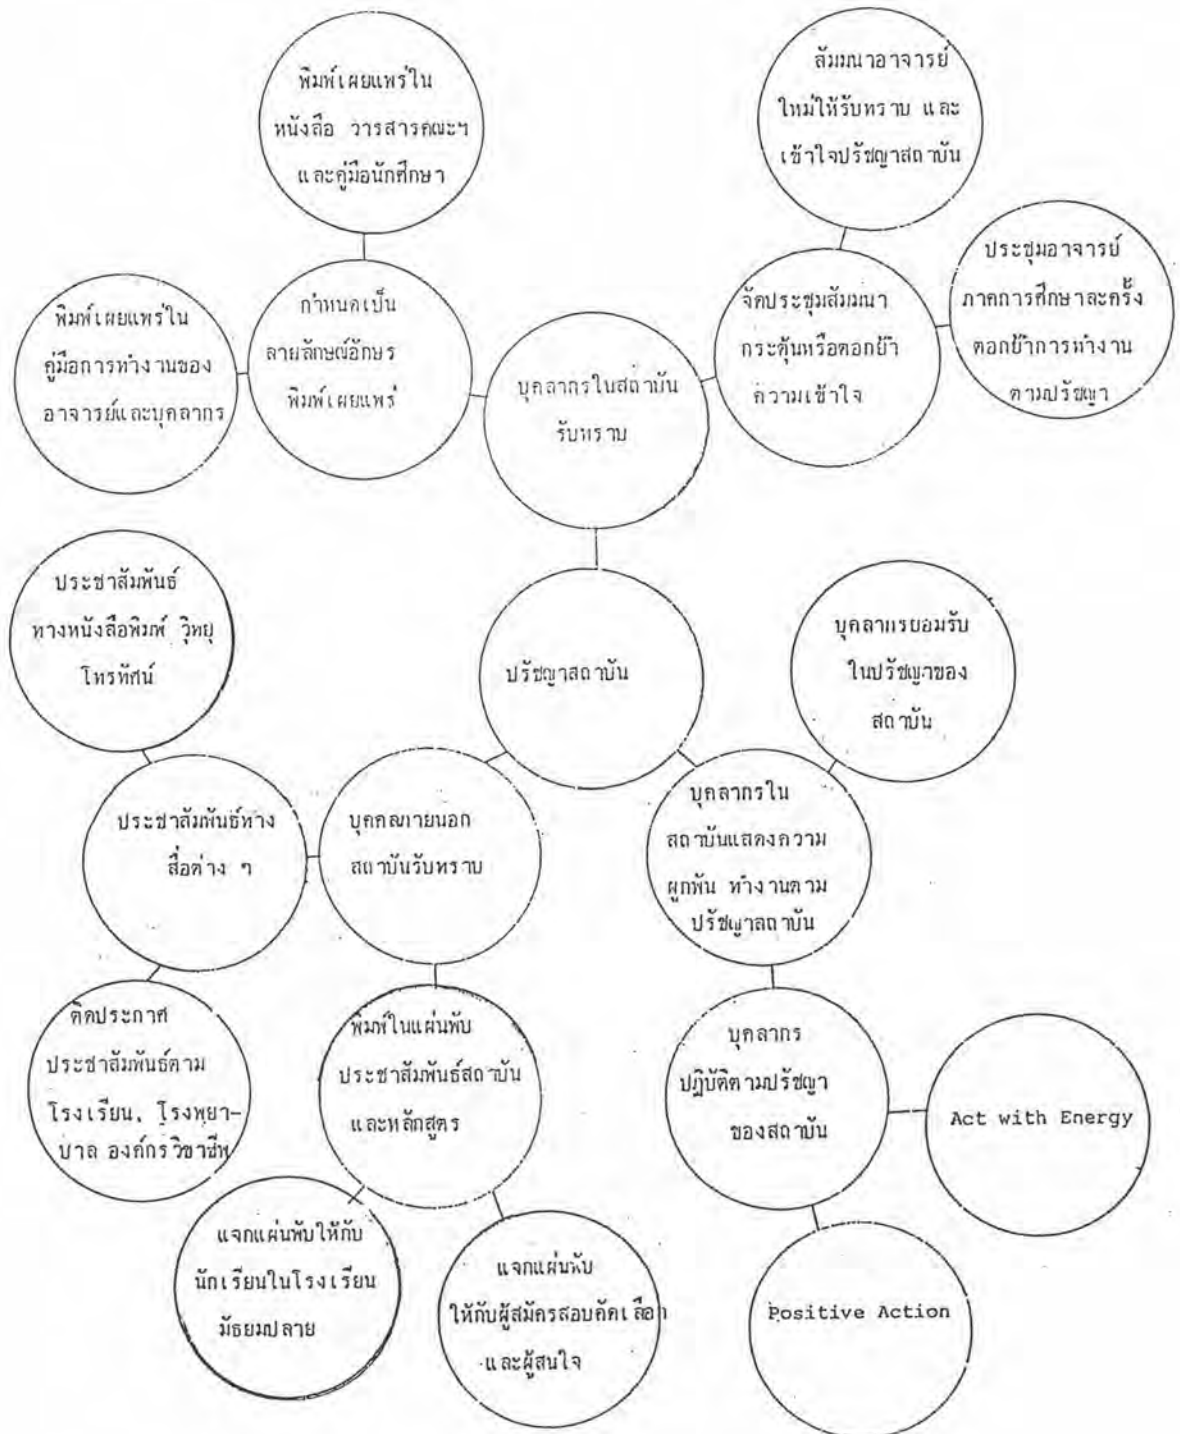 พิมพ์เผยแพร่ใน
หนังสือ วารสารคณะฯ
และคู่มือนักศึกษา
สัมมนาอาจารย์
ใหม่ให้รับทราบ และ
เข้าใจปรัชญาสถาบัน
พิมพ์เผยแพร่ใน
คู่มือการทำงานของ
อาจารย์และบุคลากร
กำหนดเป็น
ลายลักษณ์อักษร
พิมพ์เผยแพร่
บุคลากรในสถาบัน
รับทราบ
จัดประชุมสัมมนา
กระตุ้นหรือตอกย้ำ
ความเข้าใจ
ประชุมอาจารย์
ภาคการศึกษาละครั้ง
ตอกย้ำการทำงาน
ตามปรัชญา
ประชาสัมพันธ์
ทางหนังสือพิมพ์ วิทยุ
โทรทัศน์
ปรัชญาสถาบัน
บุคลากรยอมรับ
ในปรัชญาของ
สถาบัน
ประชาสัมพันธ์ทาง
สื่อต่าง ๆ
บุคคลภายนอก
สถาบันรับทราบ
บุคลากรใน
สถาบันแสดงความ
ผูกพัน ทำงานตาม
ปรัชญาสถาบัน
ติดประกาศ
ประชาสัมพันธ์ตาม
โรงเรียน, โรงพยา-
บาล องค์กรวิชาชีพ
พิมพ์ในแผ่นพับ
ประชาสัมพันธ์สถาบัน
และหลักสูตร
บุคลากร
ปฏิบัติตามปรัชญา
ของสถาบัน
Act with Energy
แจกแผ่นพับให้กับ
นักเรียนในโรงเรียน
มัธยมปลาย
แจกแผ่นพับ
ให้กับผู้สมัครสอบคัดเลือก
และผู้สนใจ
Positive Action